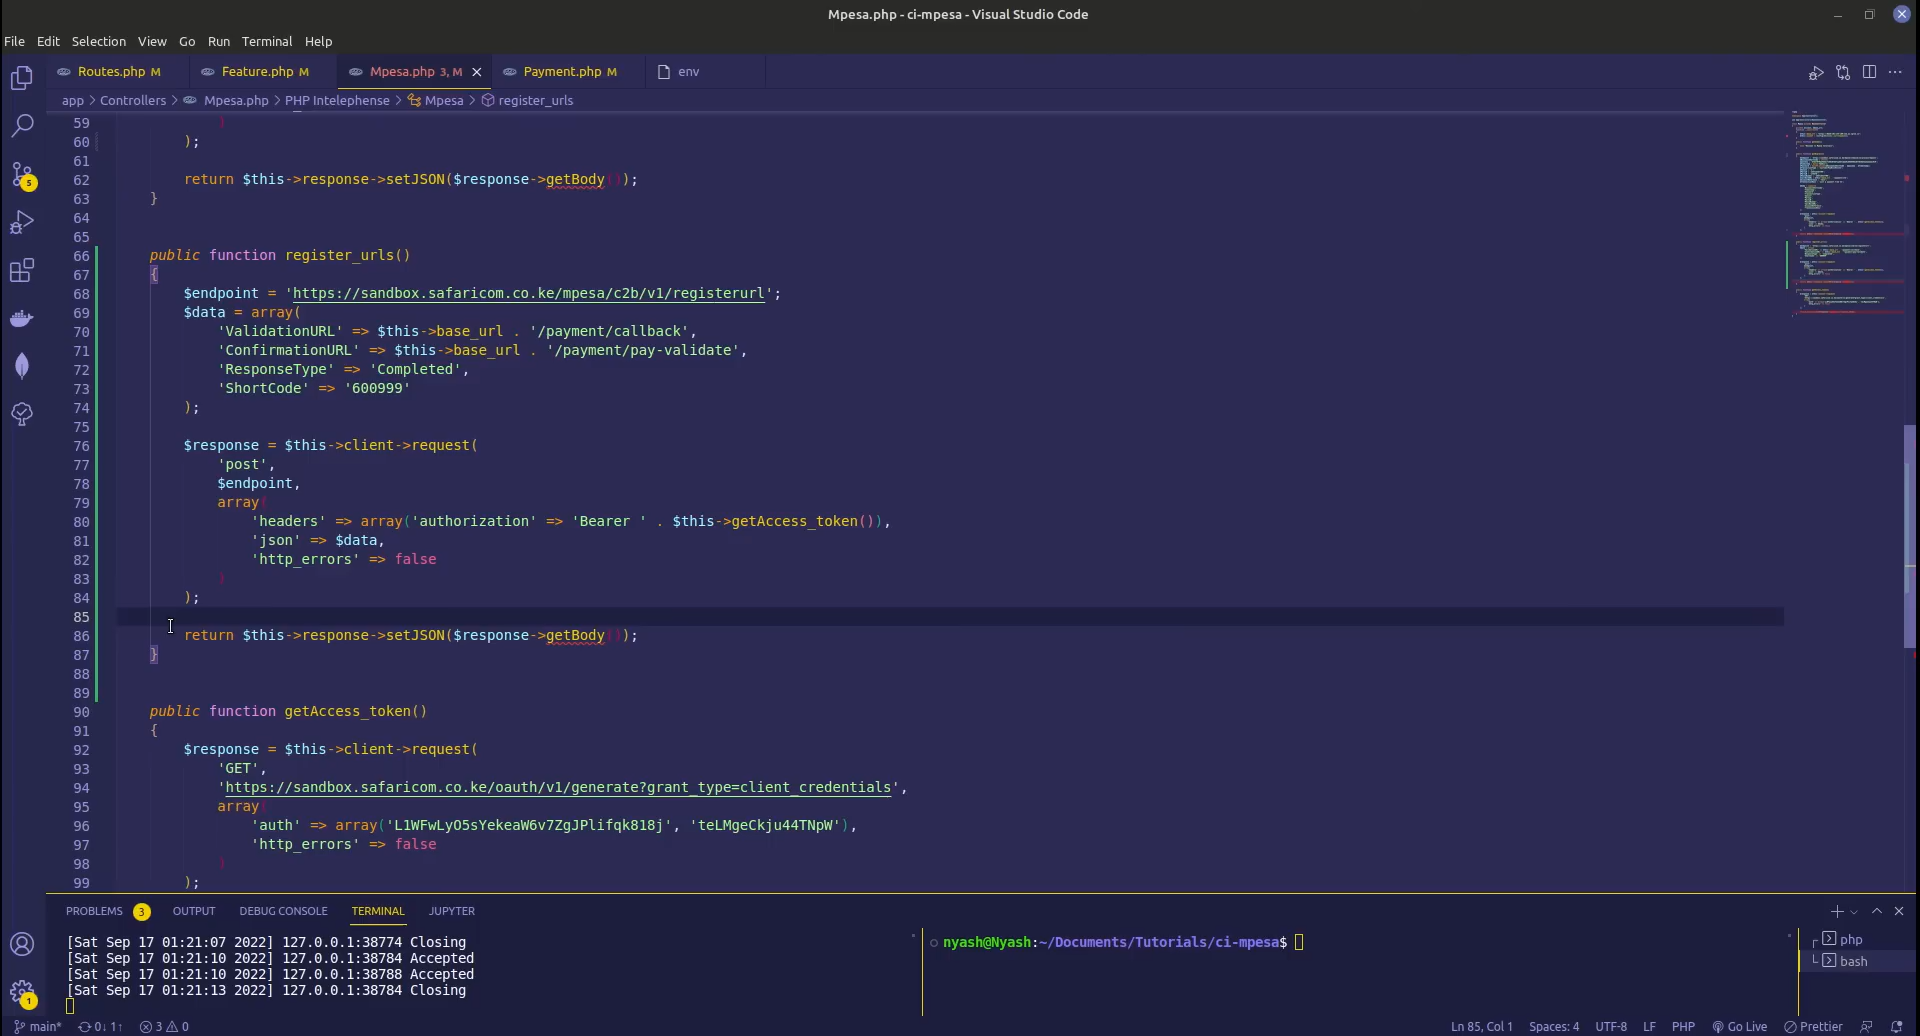 Mpesa.php - ci-mpesa - Visual Studio Code
File Edit Selection View Go Run Terminal Help
Routes.php M Feature.php M Mpesa.php 3, M Payment.php M env
app > Controllers > Mpesa.php > PHP Intelephense > Mpesa > register_urls
59 )
60 );
61
62 return $this->response->setJSON($response->getBody());
63 }
64
65
66 public function register_urls()
67 {
68 $endpoint = 'https://sandbox.safaricom.co.ke/mpesa/c2b/v1/registerurl';
69 $data = array(
70 'ValidationURL' => $this->base_url . '/payment/callback',
71 'ConfirmationURL' => $this->base_url . '/payment/pay-validate',
72 'ResponseType' => 'Completed',
73 'ShortCode' => '600999'
74 );
75
76 $response = $this->client->request(
77 'post',
78 $endpoint,
79 array(
80 'headers' => array('authorization' => 'Bearer ' . $this->getAccess_token()),
81 'json' => $data,
82 'http_errors' => false
83 )
84 );
85
86 return $this->response->setJSON($response->getBody());
87 }
88
89
90 public function getAccess_token()
91 {
92 $response = $this->client->request(
93 'GET',
94 'https://sandbox.safaricom.co.ke/oauth/v1/generate?grant_type=client_credentials',
95 array(
96 'auth' => array('L1WFwLyO5sYekeaW6v7ZgJPlifqk818j', 'teLMgeCkju44TNpW'),
97 'http_errors' => false
98 )
99 );
PROBLEMS 3 OUTPUT DEBUG CONSOLE TERMINAL JUPYTER
[Sat Sep 17 01:21:07 2022] 127.0.0.1:38774 Closing
[Sat Sep 17 01:21:10 2022] 127.0.0.1:38784 Accepted
[Sat Sep 17 01:21:10 2022] 127.0.0.1:38788 Accepted
[Sat Sep 17 01:21:13 2022] 127.0.0.1:38784 Closing
nyash@Nyash:~/Documents/Tutorials/ci-mpesa$
php
bash
5
1
main* 0↓ 1↑ 3 0 Ln 85, Col 1 Spaces: 4 UTF-8 LF PHP Go Live Prettier